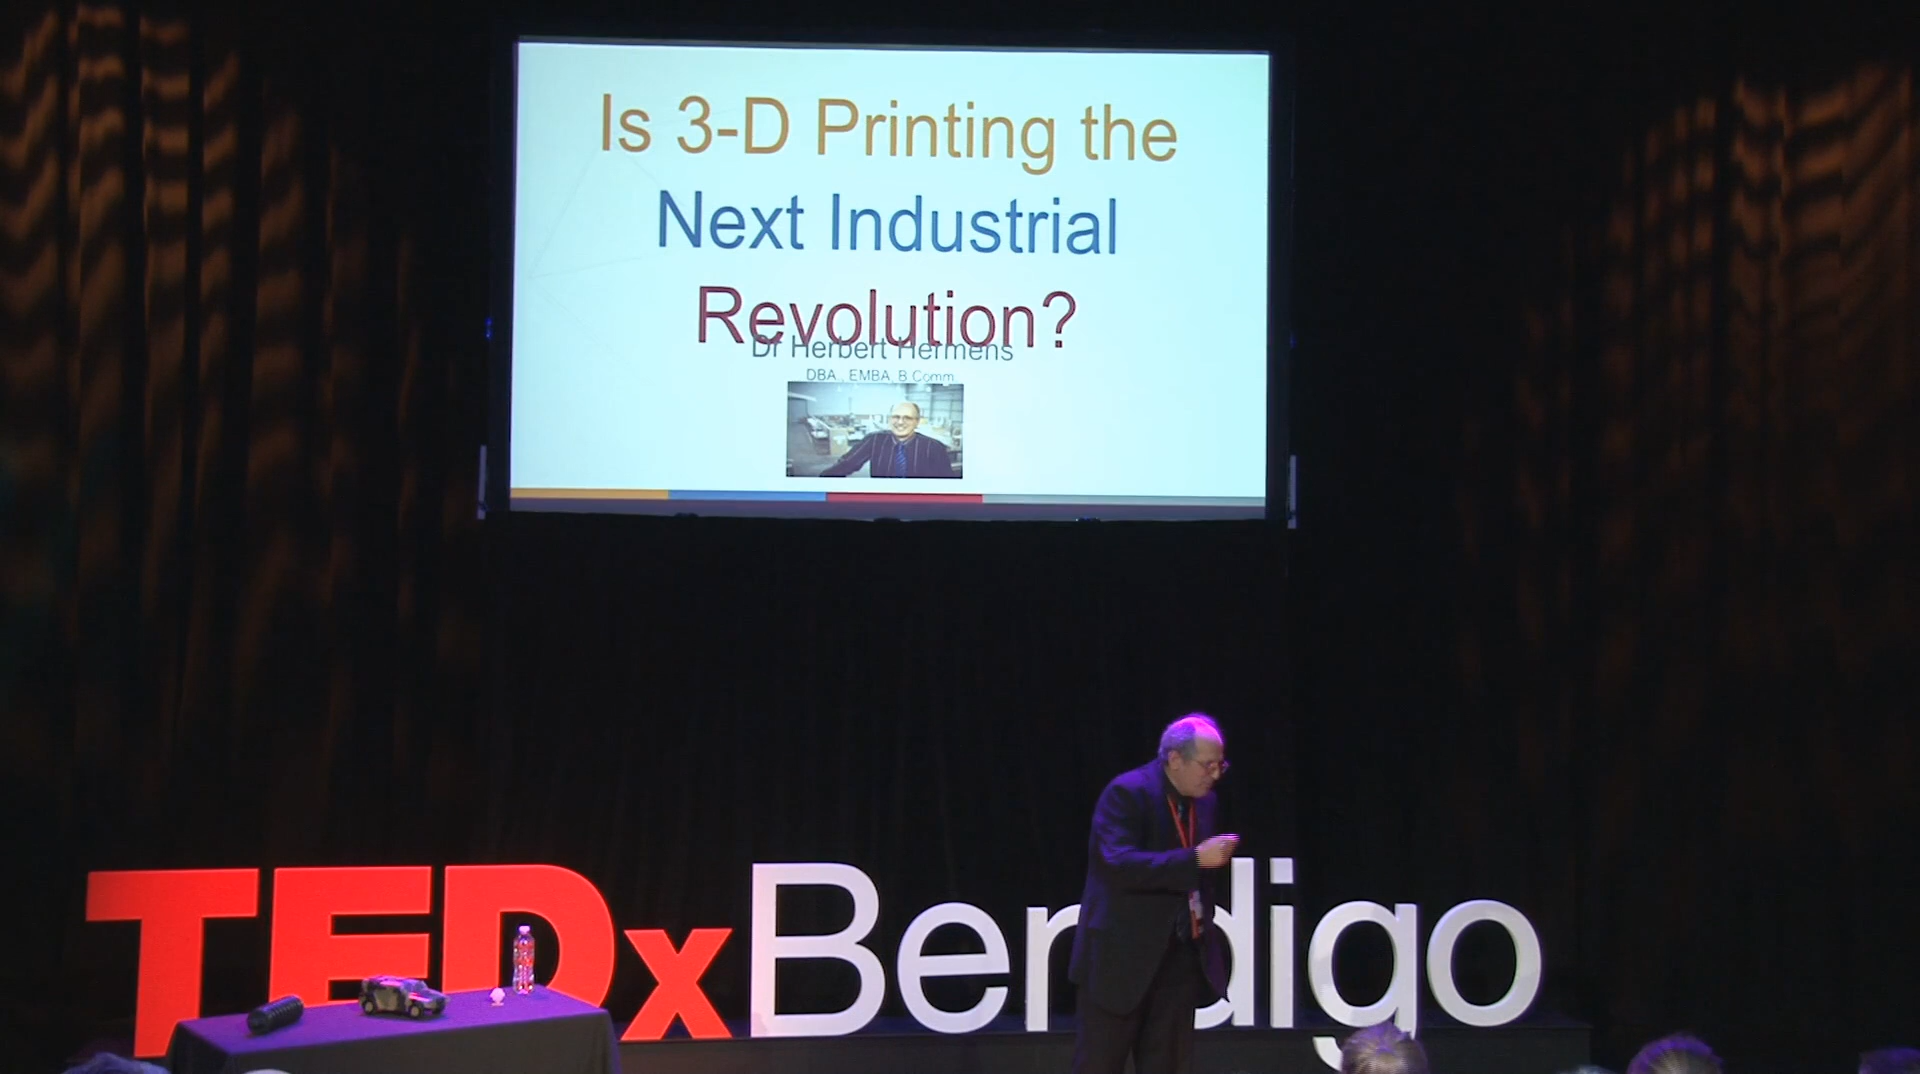 Is 3-D Printing the
Next Industrial
Revolution?
Dr Herbert Hermens
DBA., EMBA, B.Comm
TEDxBendigo